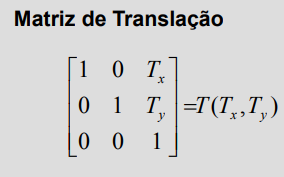 Matriz de Translação
1 0 Tx
0 1 Ty =T(Tx,Ty)
0 0 1